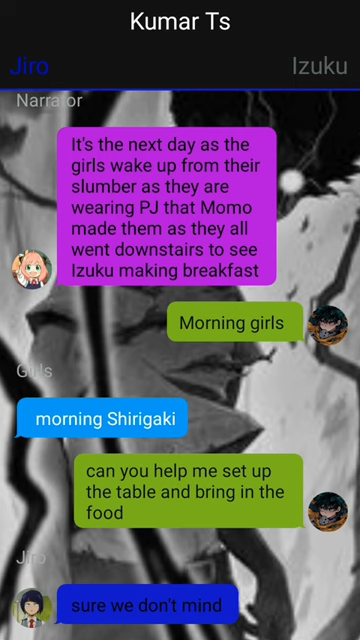 Kumar Ts
Jiro Izuku
Narrator
It's the next day as the
girls wake up from their
slumber as they are
wearing PJ that Momo
made them as they all
went downstairs to see
Izuku making breakfast
Morning girls
Girls
morning Shirigaki
can you help me set up
the table and bring in the
food
Jiro
sure we don't mind